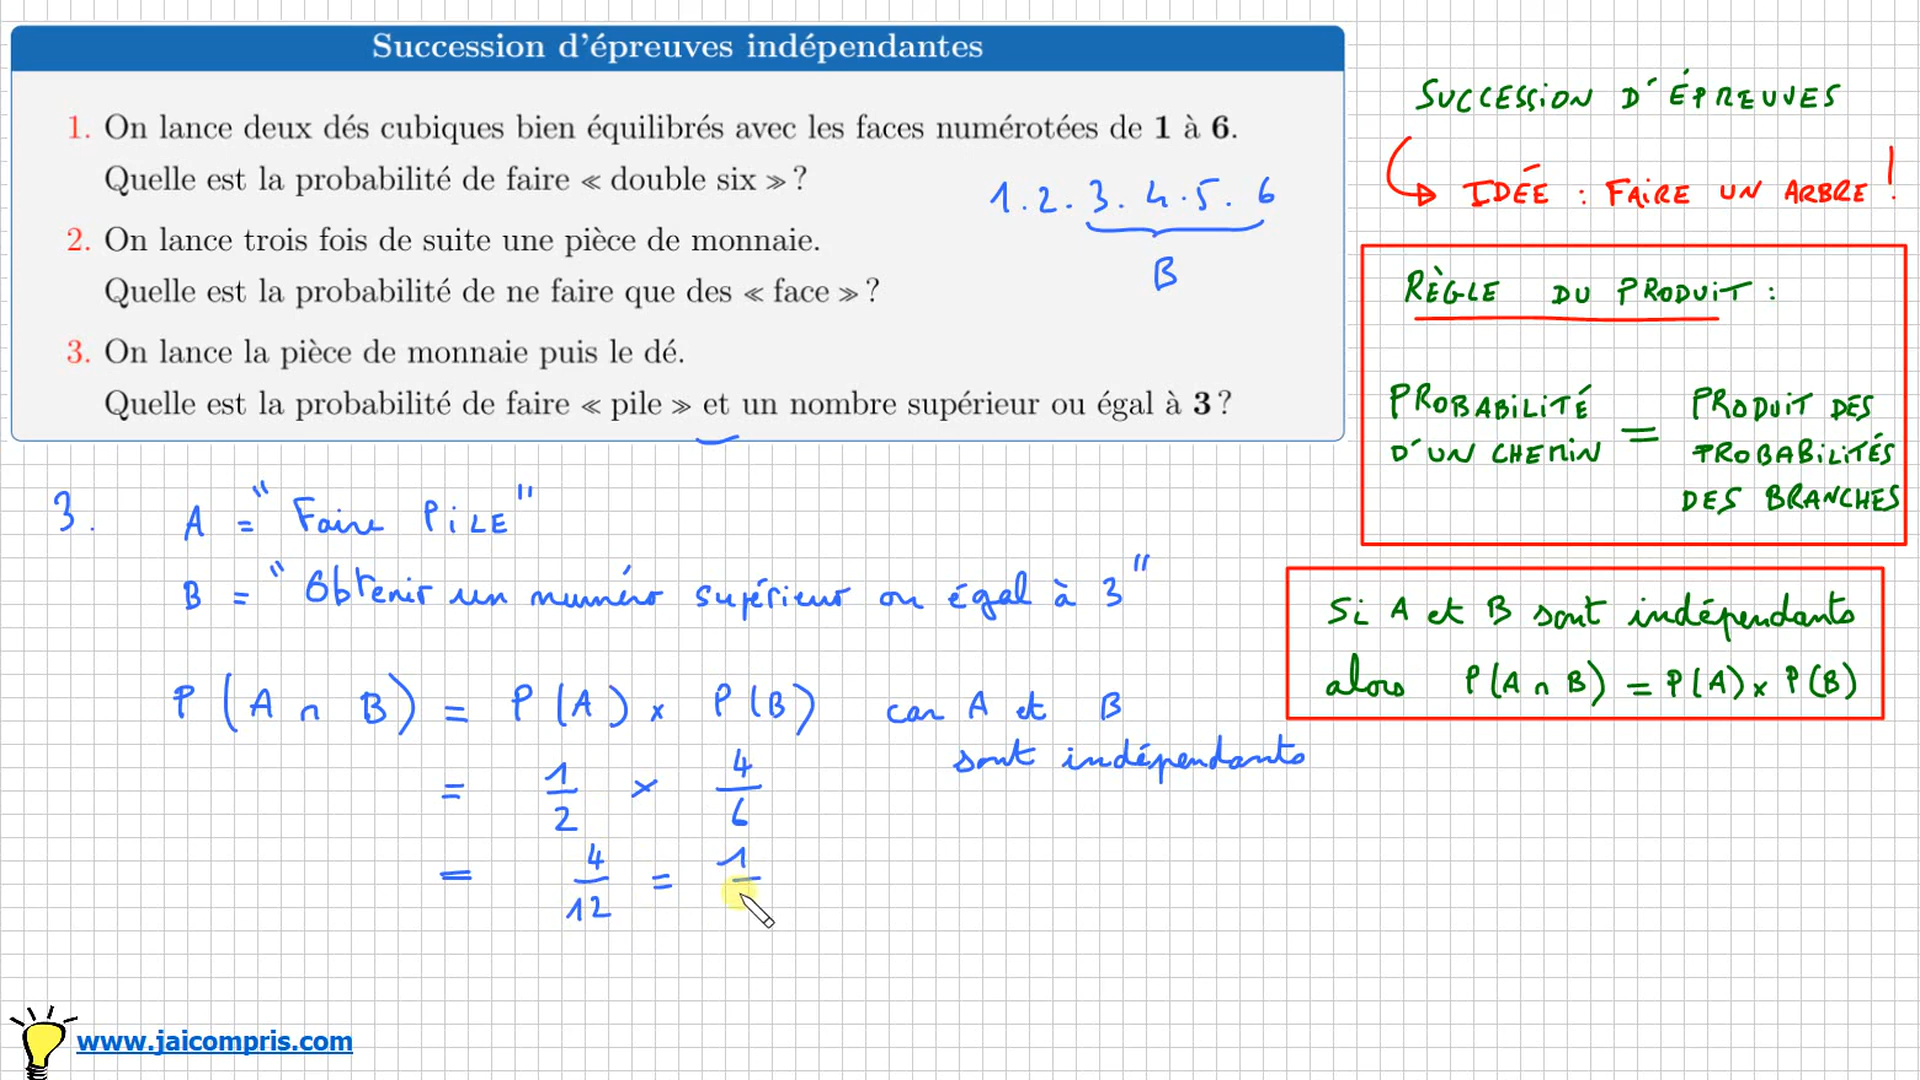 Succession d'épreuves indépendantes
1. On lance deux dés cubiques bien équilibrés avec les faces numérotées de 1 à 6.
Quelle est la probabilité de faire « double six » ?
2. On lance trois fois de suite une pièce de monnaie.
Quelle est la probabilité de ne faire que des « face » ?
3. On lance la pièce de monnaie puis le dé.
Quelle est la probabilité de faire « pile » et un nombre supérieur ou égal à 3 ?
1.2.3.4.5.6
B
SUCCESSION D'ÉPREUVES
IDÉE : FAIRE UN ARBRE !
RÈGLE DU PRODUIT :
PROBABILITÉ D'UN CHEMIN = PRODUIT DES PROBABILITÉS DES BRANCHES
Si A et B sont indépendants
alors P(A ∩ B) = P(A) × P(B)
3. A = "Faire PiLE"
B = "Obtenir un numéro supérieur ou égal à 3"
P(A ∩ B) = P(A) × P(B) car A et B
sont indépendants
= 1/2 × 4/6
= 4/12 = 1/
www.jaicompris.com